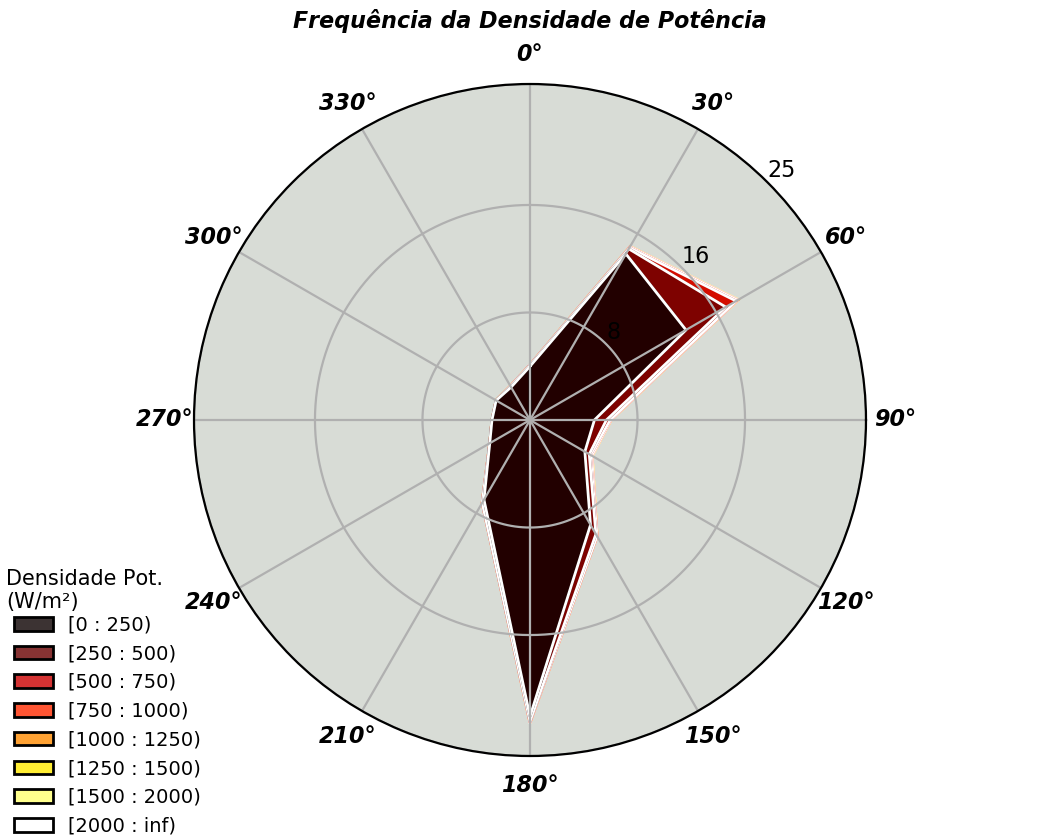 Frequência da Densidade de Potência
0°
330°
30°
25
300°
60°
16
8
270°
90°
240°
120°
210°
150°
180°
Densidade Pot.
(W/m²)
[0 : 250)
[250 : 500)
[500 : 750)
[750 : 1000)
[1000 : 1250)
[1250 : 1500)
[1500 : 2000)
[2000 : inf)